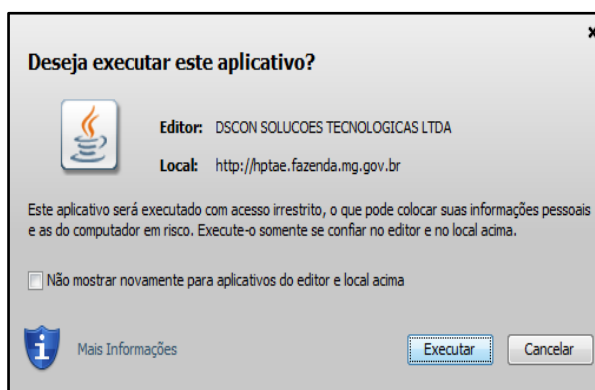 Deseja executar este aplicativo?
Editor: DSCON SOLUCOES TECNOLOGICAS LTDA
Local: http://hptae.fazenda.mg.gov.br
Este aplicativo será executado com acesso irrestrito, o que pode colocar suas informações pessoais
e as do computador em risco. Execute-o somente se confiar no editor e no local acima.
Não mostrar novamente para aplicativos do editor e local acima
Mais Informações
Executar
Cancelar